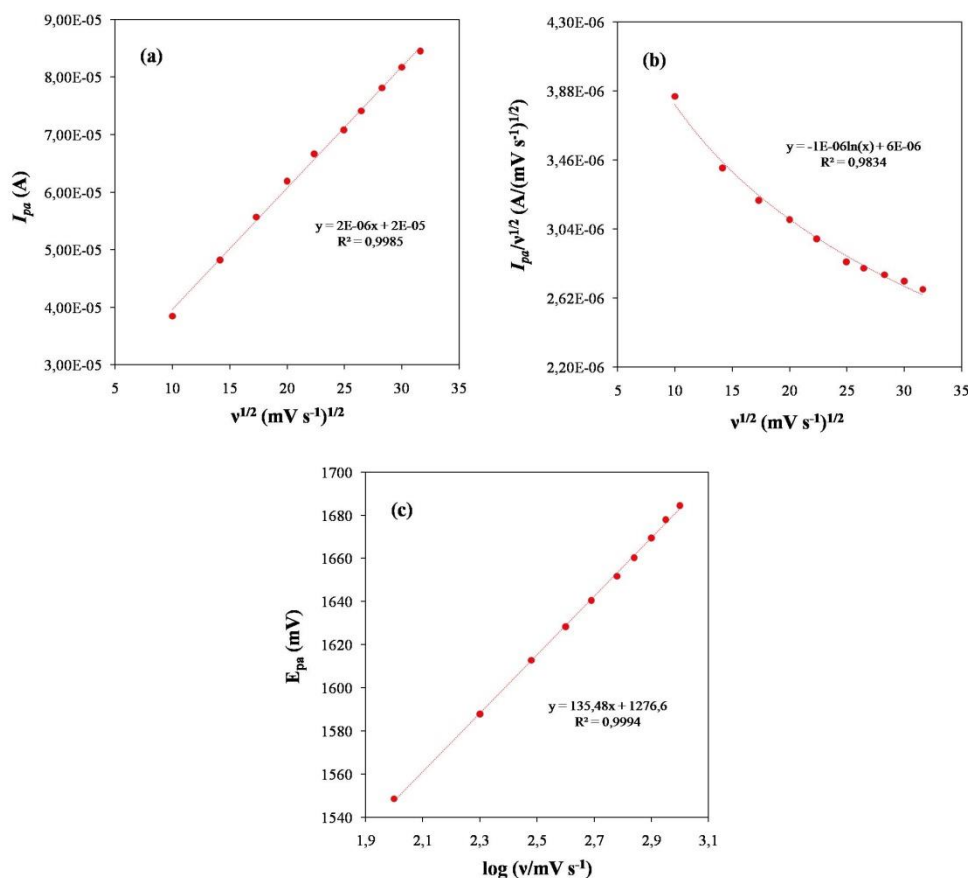 (a)
I_pa (A)
9,00E-05
8,00E-05
7,00E-05
6,00E-05
5,00E-05
4,00E-05
3,00E-05
y = 2E-06x + 2E-05
R² = 0,9985
5 10 15 20 25 30 35
ν^1/2 (mV s⁻¹)^1/2
(b)
I_pa/ν^1/2 (A/(mV s⁻¹)^1/2)
4,30E-06
3,88E-06
3,46E-06
3,04E-06
2,62E-06
2,20E-06
y = -1E-06ln(x) + 6E-06
R² = 0,9834
5 10 15 20 25 30 35
ν^1/2 (mV s⁻¹)^1/2
(c)
E_pa (mV)
1700
1680
1660
1640
1620
1600
1580
1560
1540
y = 135,48x + 1276,6
R² = 0,9994
1,9 2,1 2,3 2,5 2,7 2,9 3,1
log (ν/mV s⁻¹)